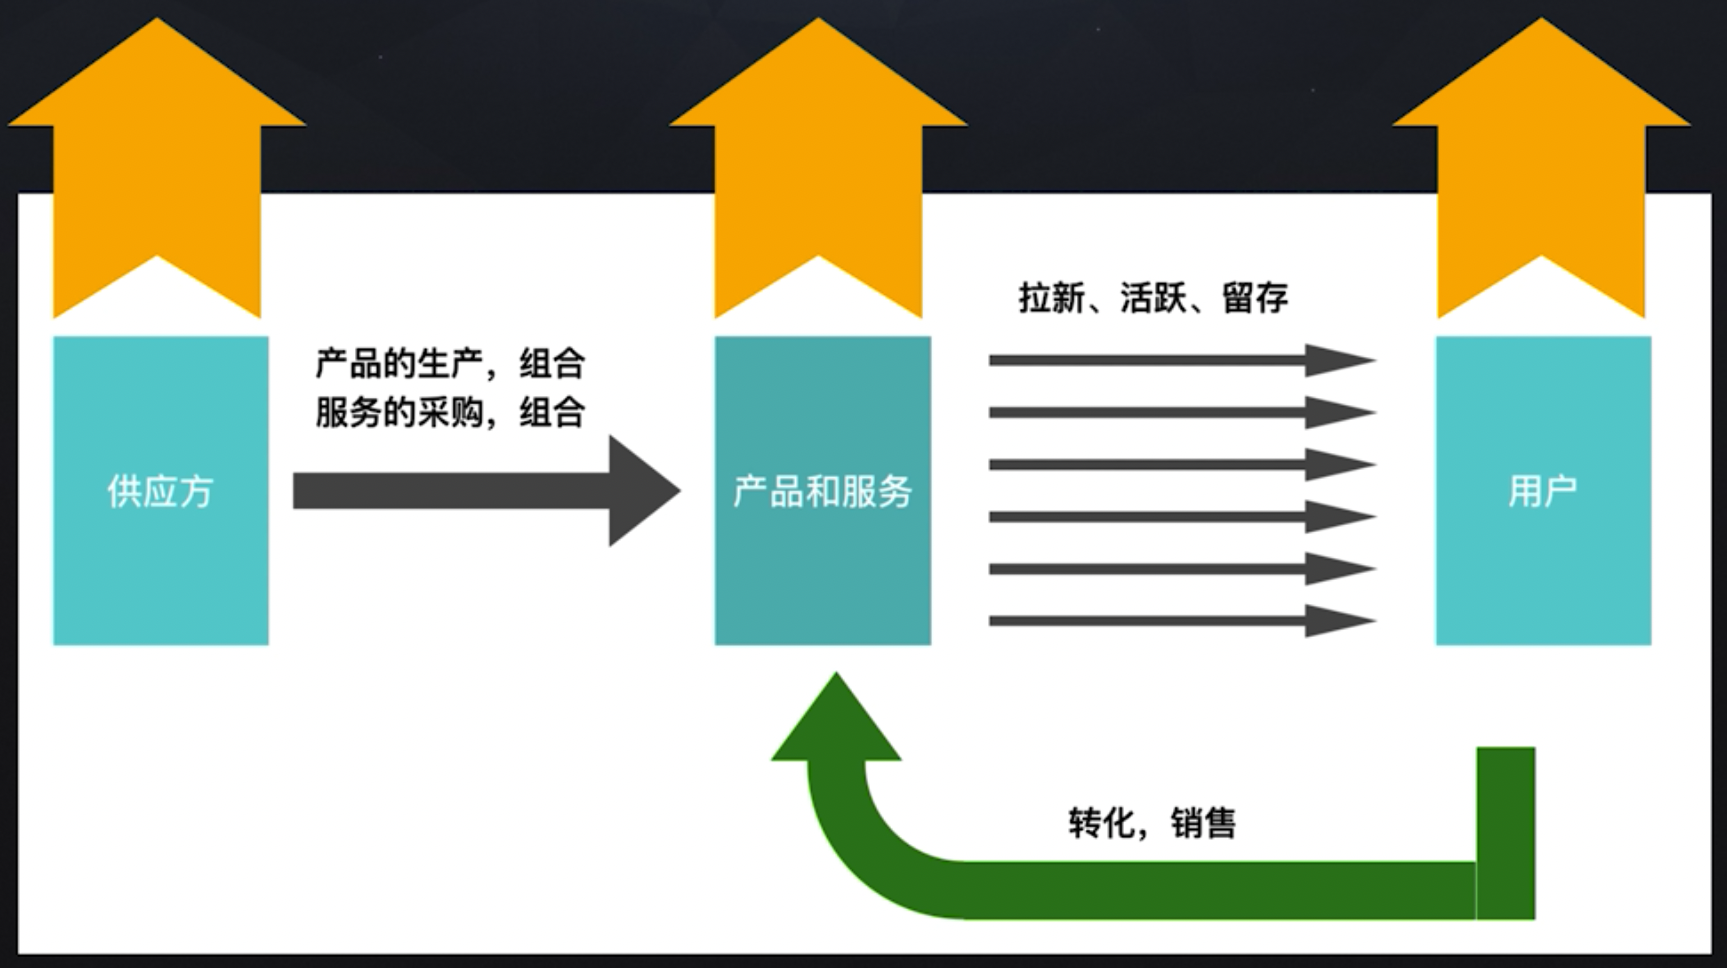 拉新、活跃、留存
产品的生产，组合
服务的采购，组合
供应方
产品和服务
用户
转化，销售